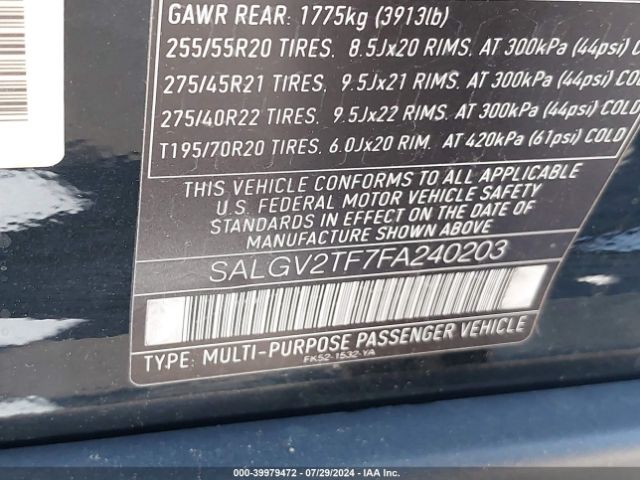 GAWR REAR: 1775kg (3913lb)
255/55R20 TIRES. 8.5Jx20 RIMS. AT 300kPa (44psi) CO
275/45R21 TIRES. 9.5Jx21 RIMS. AT 300kPa (44psi) COL
275/40R22 TIRES. 9.5Jx22 RIMS. AT 300kPa (44psi) COLD
T195/70R20 TIRES. 6.0Jx20 RIM. AT 420kPa (61psi) COLD
THIS VEHICLE CONFORMS TO ALL APPLICABLE
U.S. FEDERAL MOTOR VEHICLE SAFETY
STANDARDS IN EFFECT ON THE DATE OF
MANUFACTURE SHOWN ABOVE.
SALGV2TF7FA240203
TYPE: MULTI-PURPOSE PASSENGER VEHICLE
FK52-1532-YA
000-39979472 | 07/29/2024 | IAA Inc.